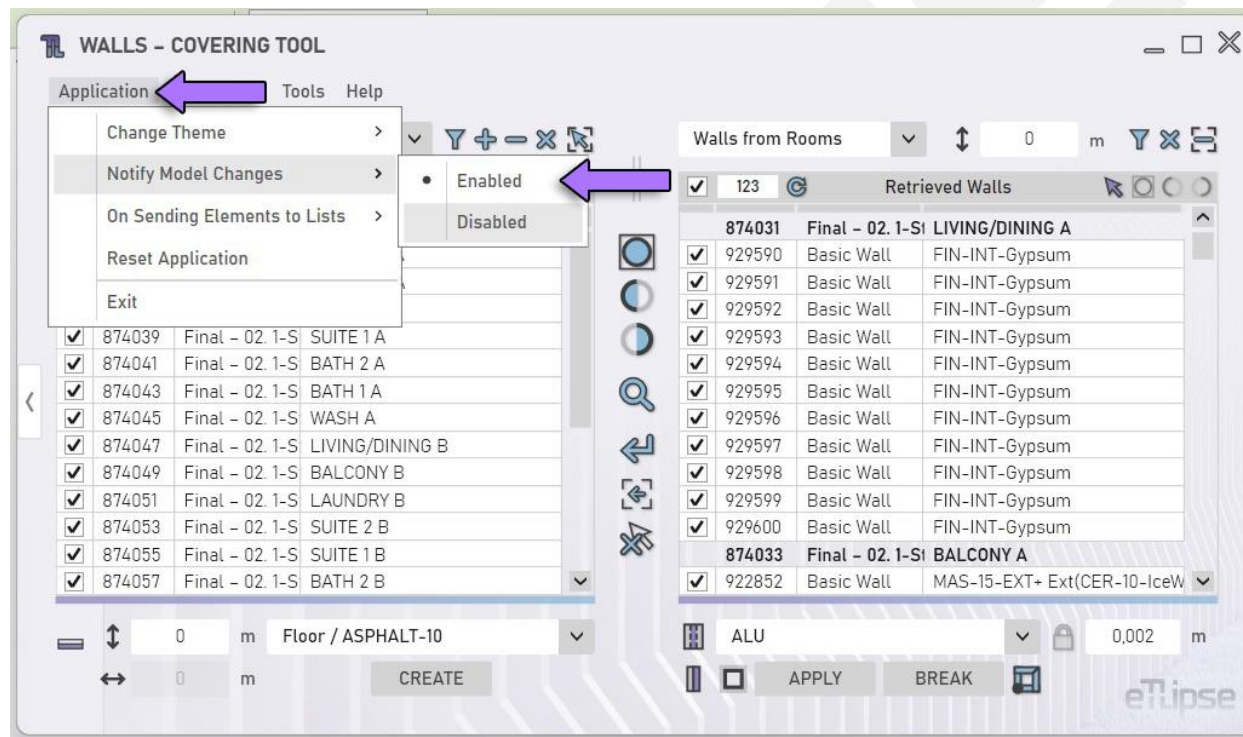 WALLS – COVERING TOOL
Application Tools Help
Change Theme
Notify Model Changes
On Sending Elements to Lists
Reset Application
Exit
Enabled
Disabled
874039 Final – 02. 1-S SUITE 1 A
874041 Final – 02. 1-S BATH 2 A
874043 Final – 02. 1-S BATH 1 A
874045 Final – 02. 1-S WASH A
874047 Final – 02. 1-S LIVING/DINING B
874049 Final – 02. 1-S BALCONY B
874051 Final – 02. 1-S LAUNDRY B
874053 Final – 02. 1-S SUITE 2 B
874055 Final – 02. 1-S SUITE 1 B
874057 Final – 02. 1-S BATH 2 B
0 m Floor / ASPHALT-10
0 m CREATE
Walls from Rooms 0 m
123 Retrieved Walls
874031 Final – 02. 1-St LIVING/DINING A
929590 Basic Wall FIN-INT-Gypsum
929591 Basic Wall FIN-INT-Gypsum
929592 Basic Wall FIN-INT-Gypsum
929593 Basic Wall FIN-INT-Gypsum
929594 Basic Wall FIN-INT-Gypsum
929595 Basic Wall FIN-INT-Gypsum
929596 Basic Wall FIN-INT-Gypsum
929597 Basic Wall FIN-INT-Gypsum
929598 Basic Wall FIN-INT-Gypsum
929599 Basic Wall FIN-INT-Gypsum
929600 Basic Wall FIN-INT-Gypsum
874033 Final – 02. 1-St BALCONY A
922852 Basic Wall MAS-15-EXT+ Ext(CER-10-IceW
ALU 0,002 m
APPLY BREAK
eTLipse